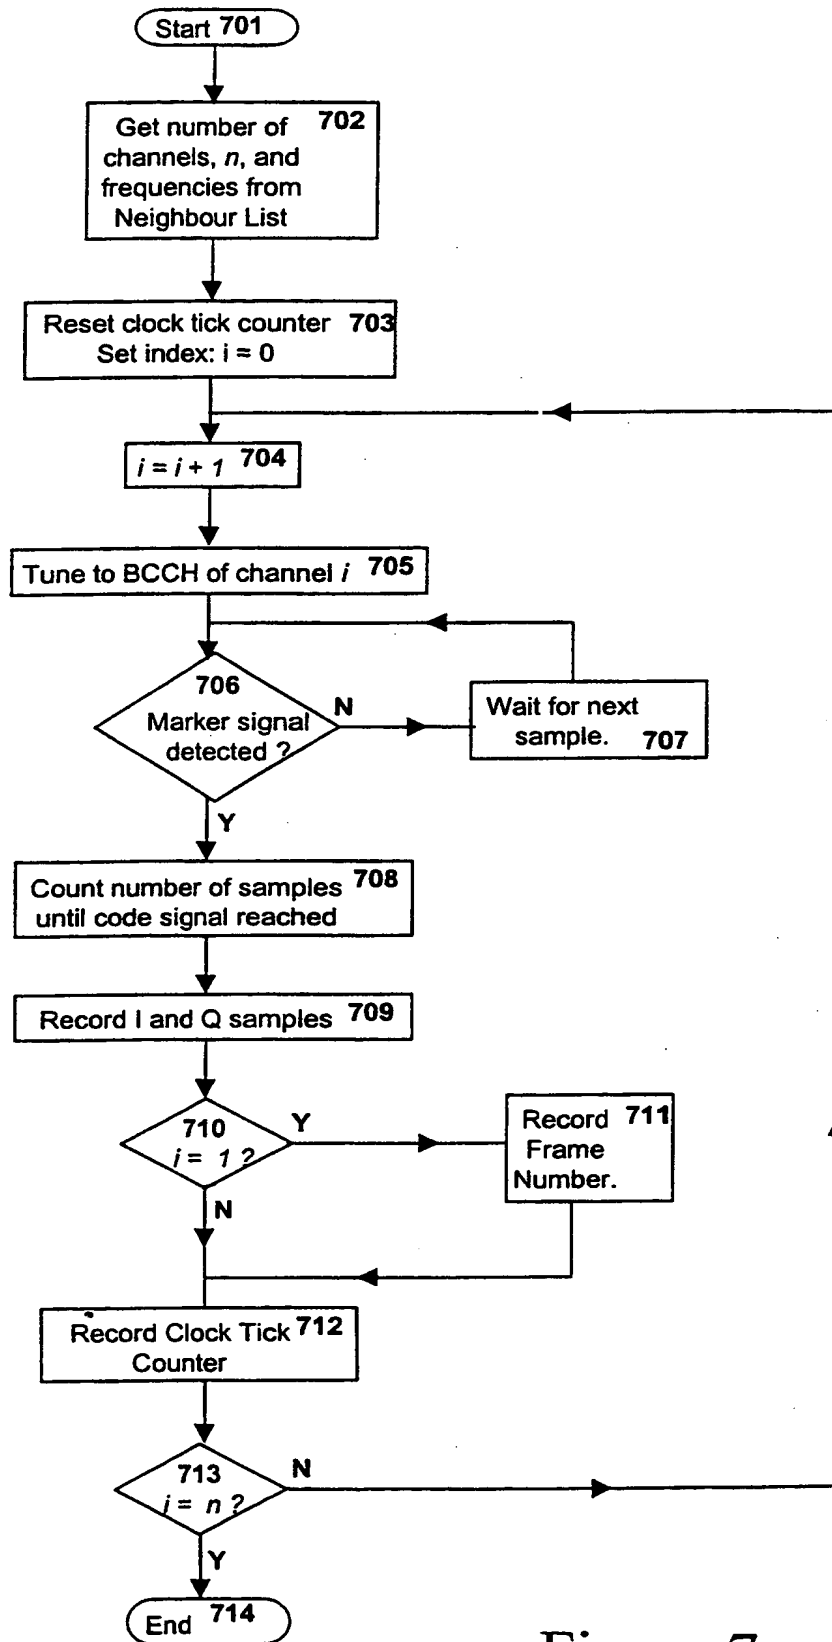 Start 701
Get number of 702
channels, n, and
frequencies from
Neighbour List
Reset clock tick counter 703
Set index: i = 0
i = i + 1 704
Tune to BCCH of channel i 705
706
Marker signal
detected ?
N
Wait for next
sample. 707
Y
Count number of samples 708
until code signal reached
Record I and Q samples 709
710
i = 1 ?
Y
Record 711
Frame
Number.
N
Record Clock Tick 712
Counter
713
i = n ?
N
Y
End 714